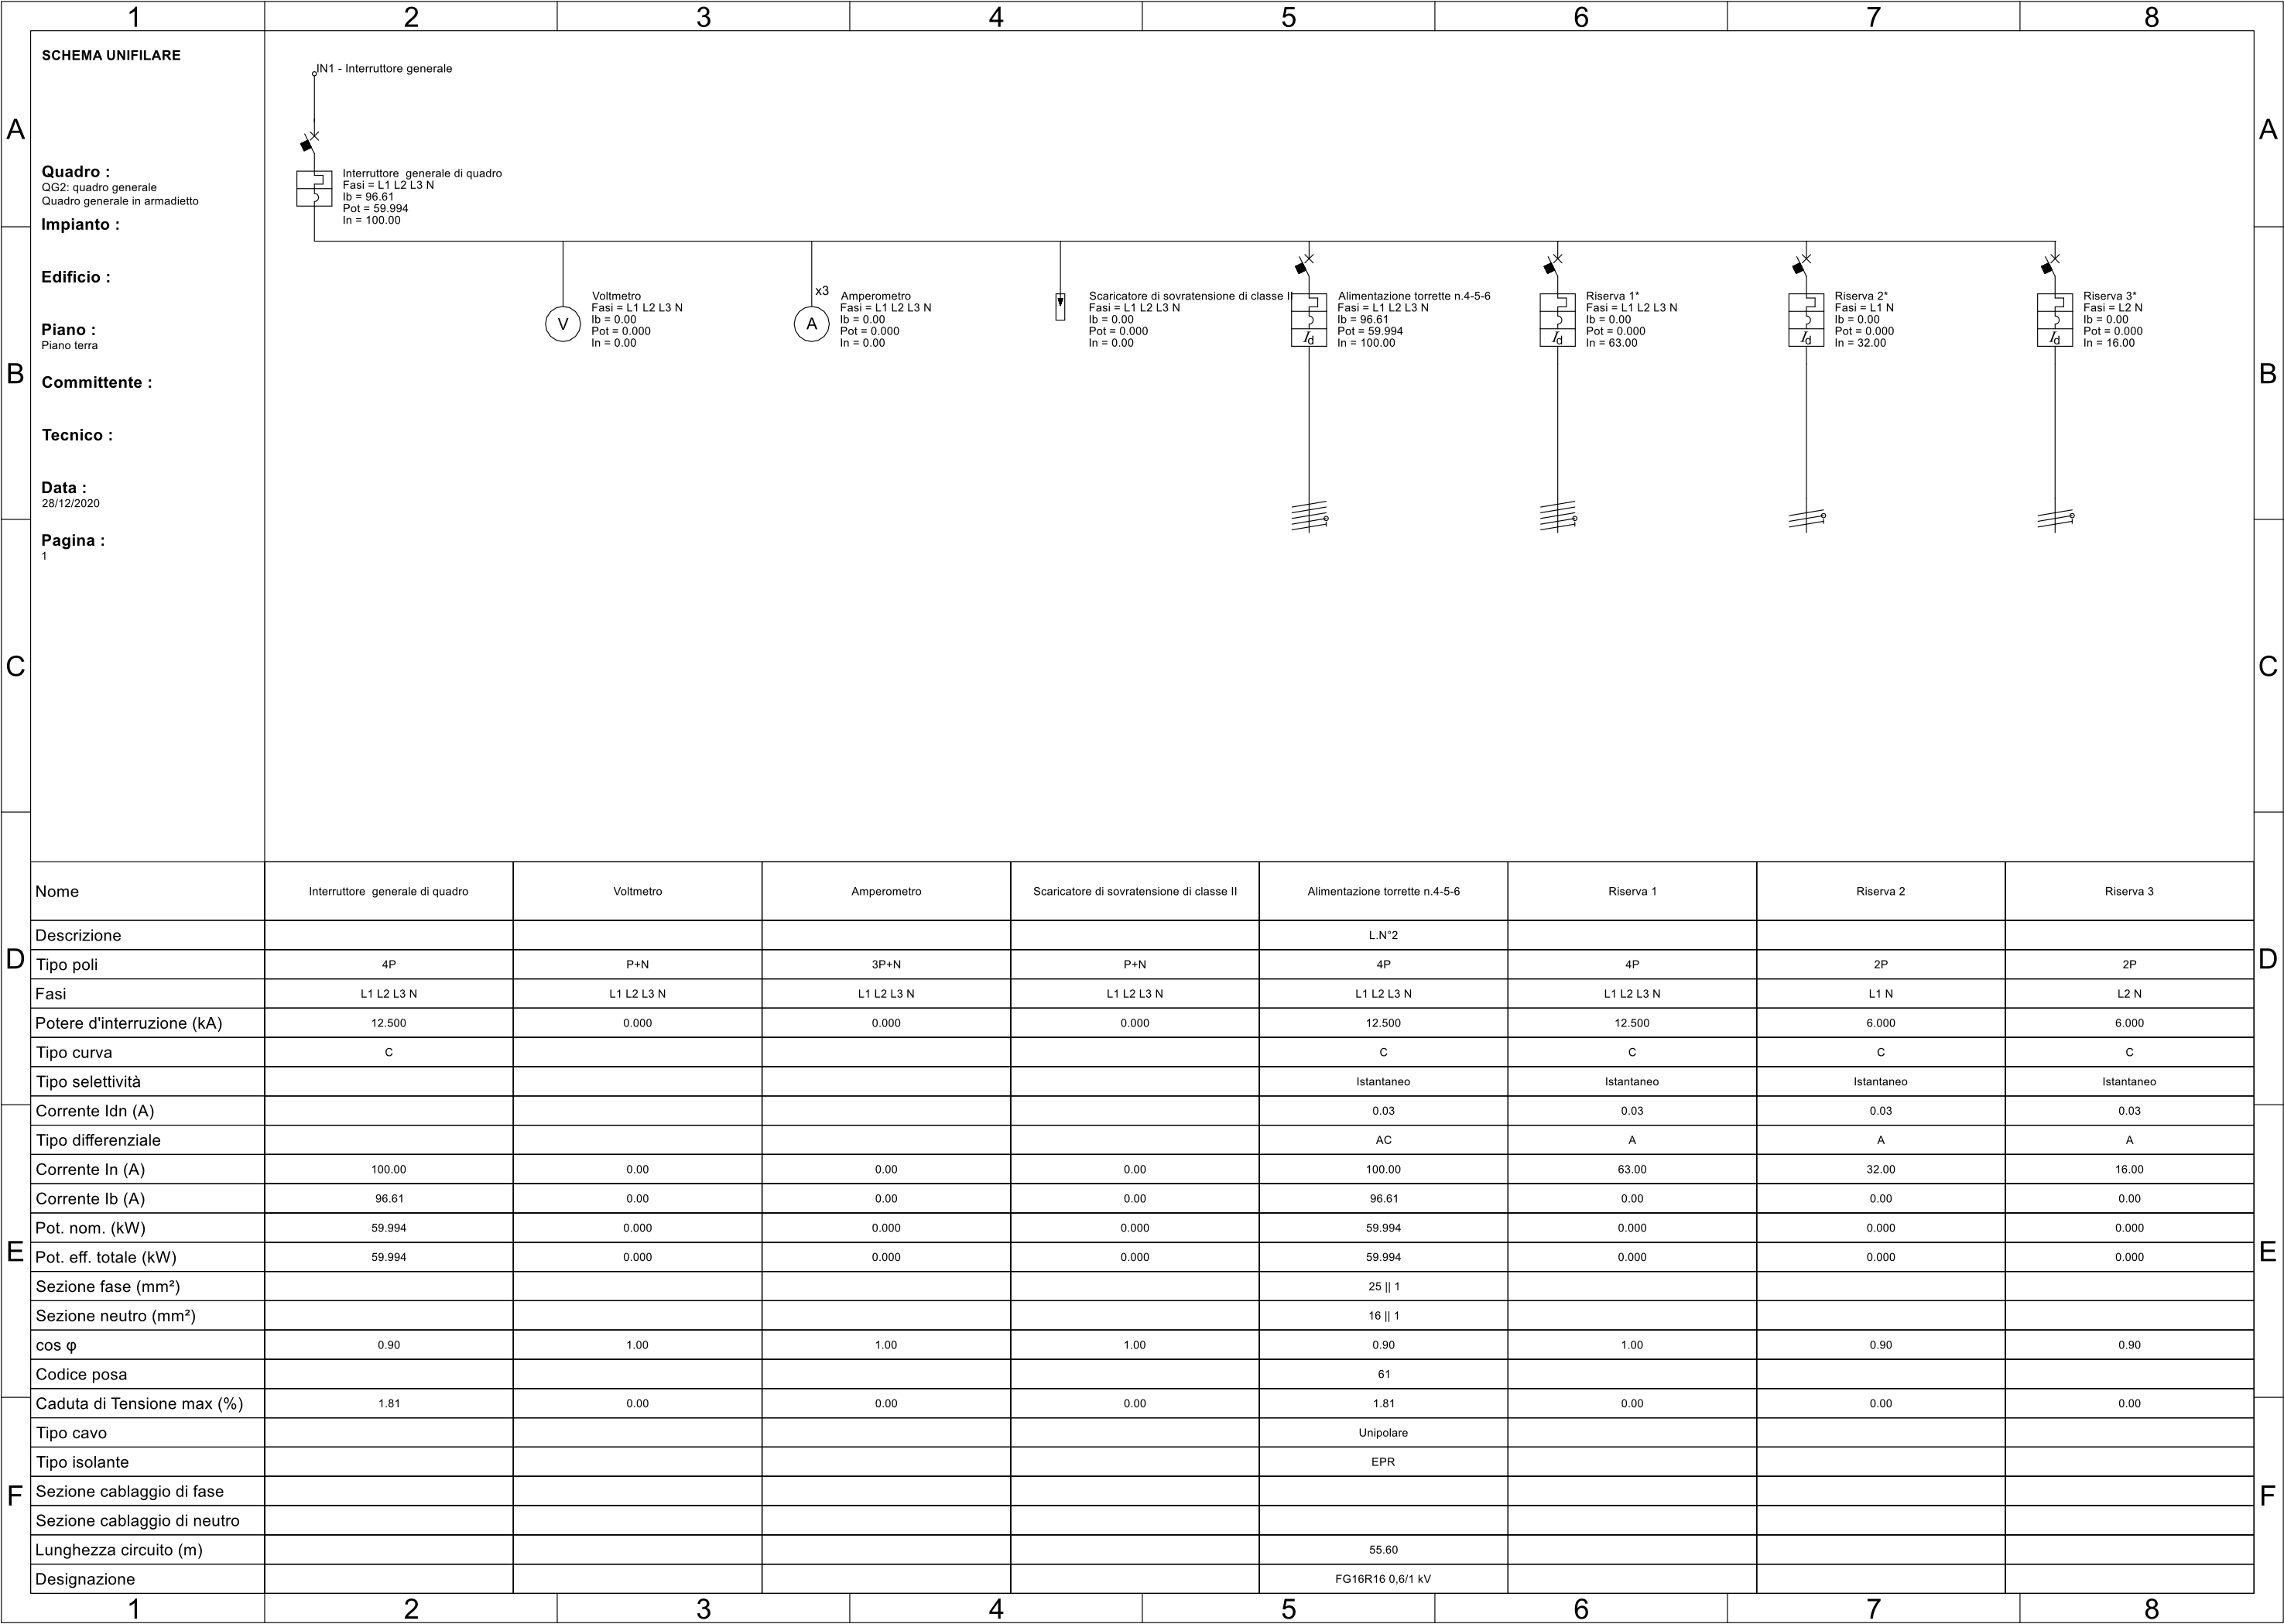 1 2 3 4 5 6 7 8
SCHEMA UNIFILARE
IN1 - Interruttore generale
A A
Quadro :
QG2: quadro generale
Quadro generale in armadietto
Interruttore  generale di quadro
Fasi = L1 L2 L3 N
Ib = 96.61
Pot = 59.994
In = 100.00
Impianto :
Edificio :
Voltmetro
Fasi = L1 L2 L3 N
Ib = 0.00
Pot = 0.000
In = 0.00
V
x3
Amperometro
Fasi = L1 L2 L3 N
Ib = 0.00
Pot = 0.000
In = 0.00
A
Scaricatore di sovratensione di classe II
Fasi = L1 L2 L3 N
Ib = 0.00
Pot = 0.000
In = 0.00
Alimentazione torrette n.4-5-6
Fasi = L1 L2 L3 N
Ib = 96.61
Pot = 59.994
In = 100.00
Id
Riserva 1*
Fasi = L1 L2 L3 N
Ib = 0.00
Pot = 0.000
In = 63.00
Id
Riserva 2*
Fasi = L1 N
Ib = 0.00
Pot = 0.000
In = 32.00
Id
Riserva 3*
Fasi = L2 N
Ib = 0.00
Pot = 0.000
In = 16.00
Id
Piano :
Piano terra
B B
Committente :
Tecnico :
Data :
28/12/2020
Pagina :
1
C C
Nome Interruttore  generale di quadro Voltmetro Amperometro Scaricatore di sovratensione di classe II Alimentazione torrette n.4-5-6 Riserva 1 Riserva 2 Riserva 3
Descrizione L.N°2
D D
Tipo poli 4P P+N 3P+N P+N 4P 4P 2P 2P
Fasi L1 L2 L3 N L1 L2 L3 N L1 L2 L3 N L1 L2 L3 N L1 L2 L3 N L1 L2 L3 N L1 N L2 N
Potere d'interruzione (kA) 12.500 0.000 0.000 0.000 12.500 12.500 6.000 6.000
Tipo curva C C C C C
Tipo selettività Istantaneo Istantaneo Istantaneo Istantaneo
Corrente Idn (A) 0.03 0.03 0.03 0.03
Tipo differenziale AC A A A
Corrente In (A) 100.00 0.00 0.00 0.00 100.00 63.00 32.00 16.00
Corrente Ib (A) 96.61 0.00 0.00 0.00 96.61 0.00 0.00 0.00
Pot. nom. (kW) 59.994 0.000 0.000 0.000 59.994 0.000 0.000 0.000
E E
Pot. eff. totale (kW) 59.994 0.000 0.000 0.000 59.994 0.000 0.000 0.000
Sezione fase (mm²) 25 || 1
Sezione neutro (mm²) 16 || 1
cos φ 0.90 1.00 1.00 1.00 0.90 1.00 0.90 0.90
Codice posa 61
Caduta di Tensione max (%) 1.81 0.00 0.00 0.00 1.81 0.00 0.00 0.00
Tipo cavo Unipolare
Tipo isolante EPR
F F
Sezione cablaggio di fase
Sezione cablaggio di neutro
Lunghezza circuito (m) 55.60
Designazione FG16R16 0,6/1 kV
1 2 3 4 5 6 7 8